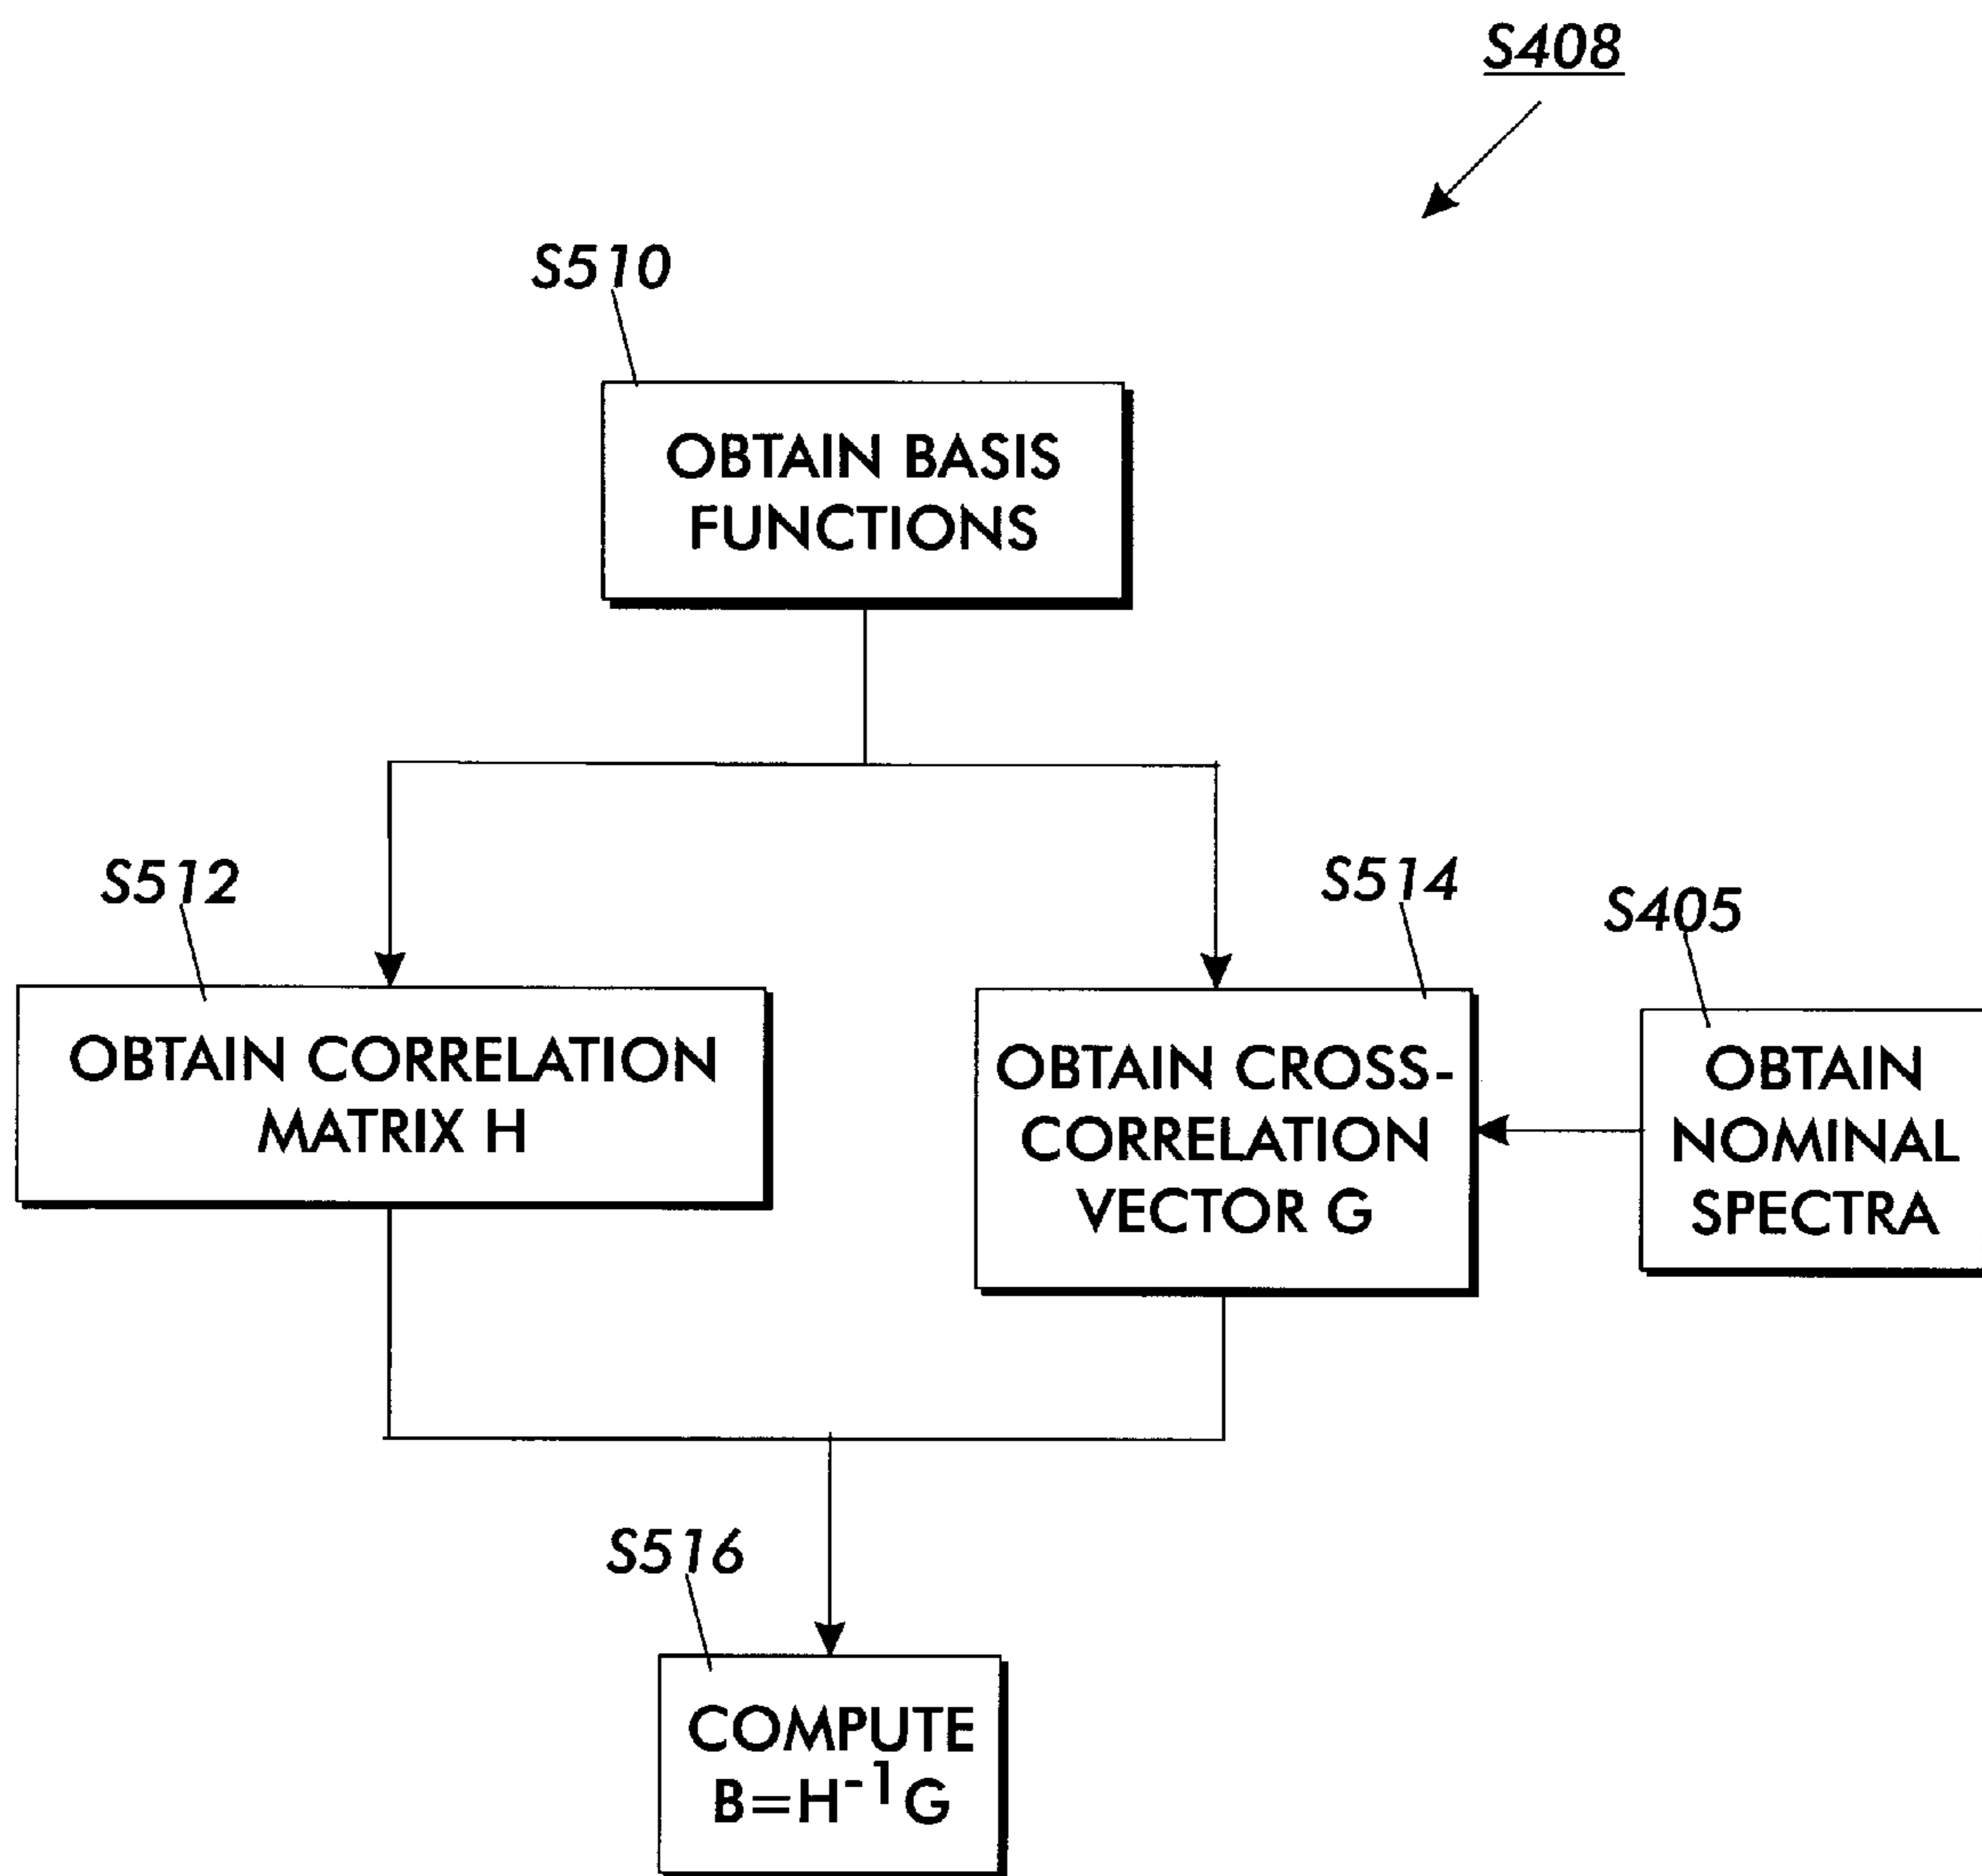 S408
S510
OBTAIN BASIS
FUNCTIONS
S512
OBTAIN CORRELATION
MATRIX H
S514
OBTAIN CROSS-
CORRELATION
VECTOR G
S405
OBTAIN
NOMINAL
SPECTRA
S516
COMPUTE
B=H⁻¹G